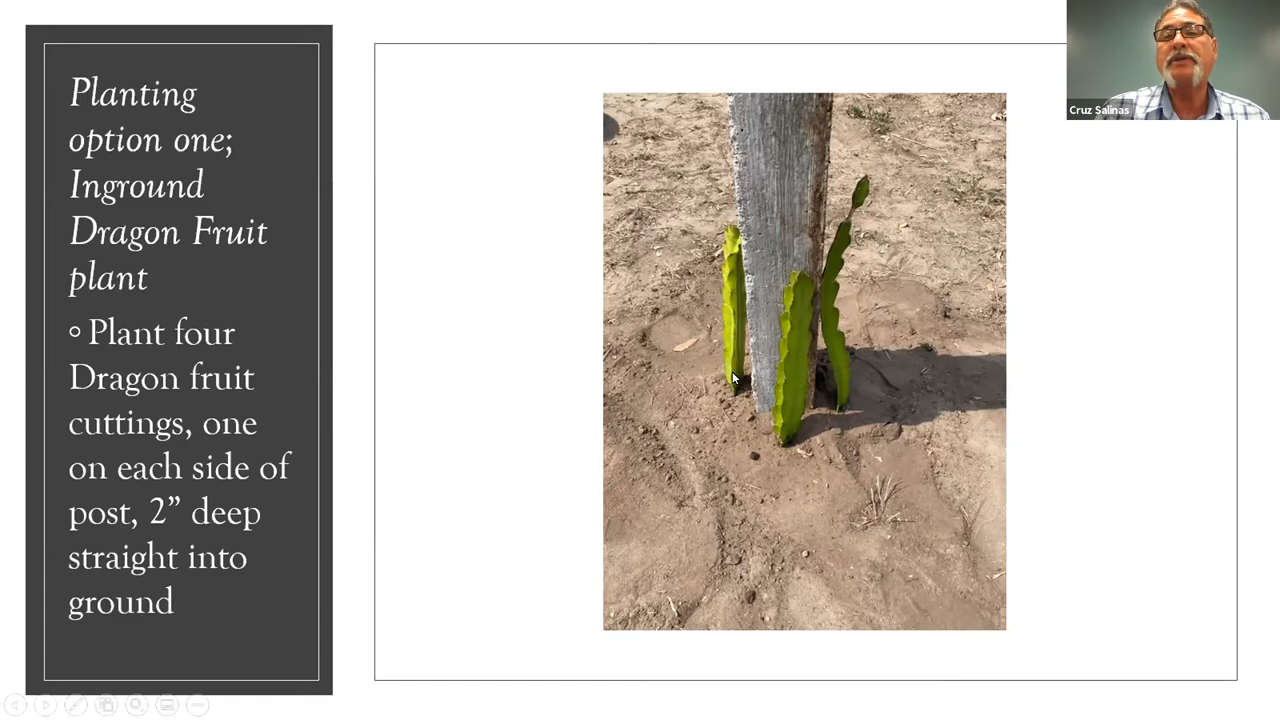 Planting
option one;
Inground
Dragon Fruit
plant
◦ Plant four
Dragon fruit
cuttings, one
on each side of
post, 2” deep
straight into
ground
Cruz Salinas